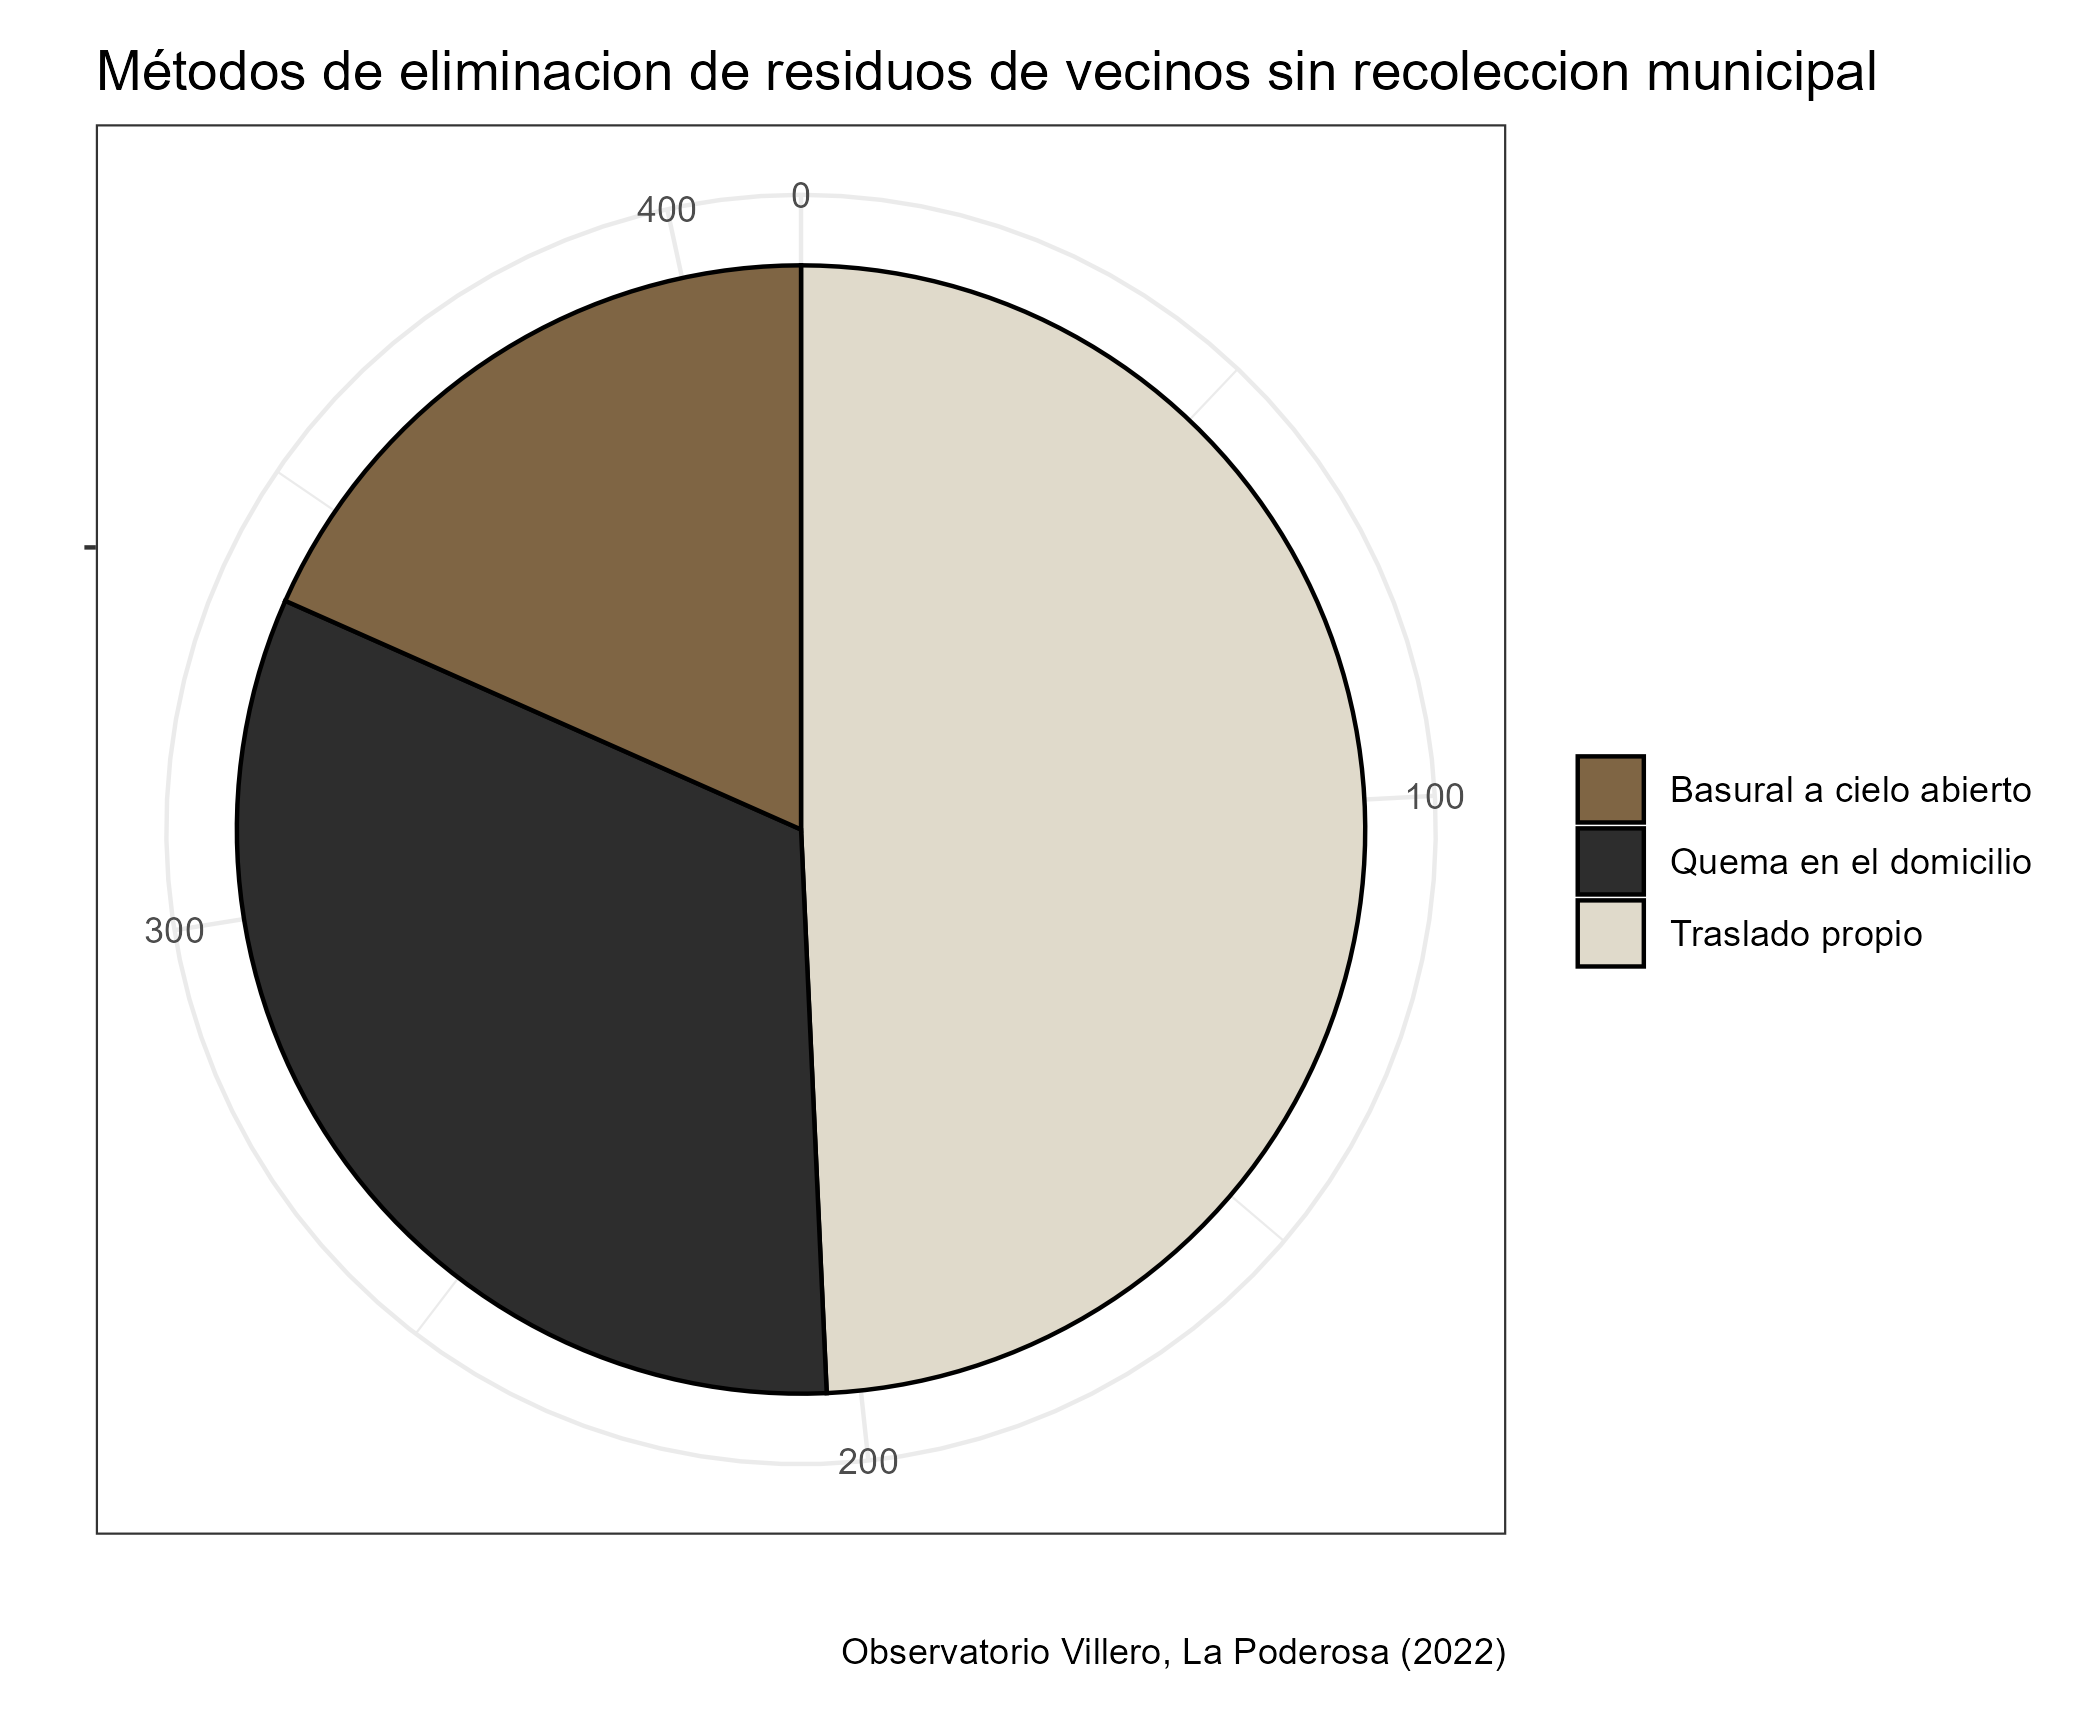 Métodos de eliminacion de residuos de vecinos sin recoleccion municipal
400
0
100
300
200
Basural a cielo abierto
Quema en el domicilio
Traslado propio
Observatorio Villero, La Poderosa (2022)